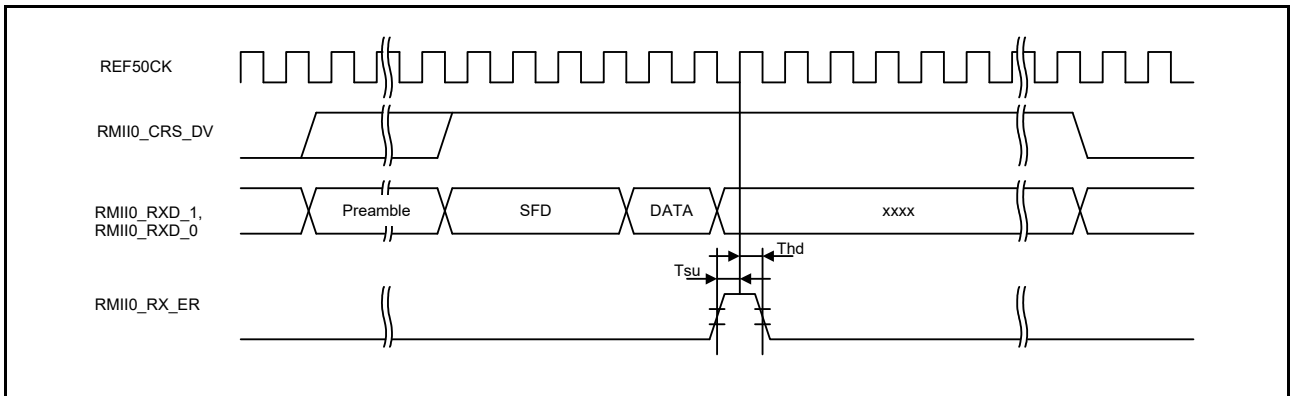 REF50CK
RMII0_CRS_DV
RMII0_RXD_1,
RMII0_RXD_0
Preamble
SFD
DATA
xxxx
Thd
Tsu
RMII0_RX_ER